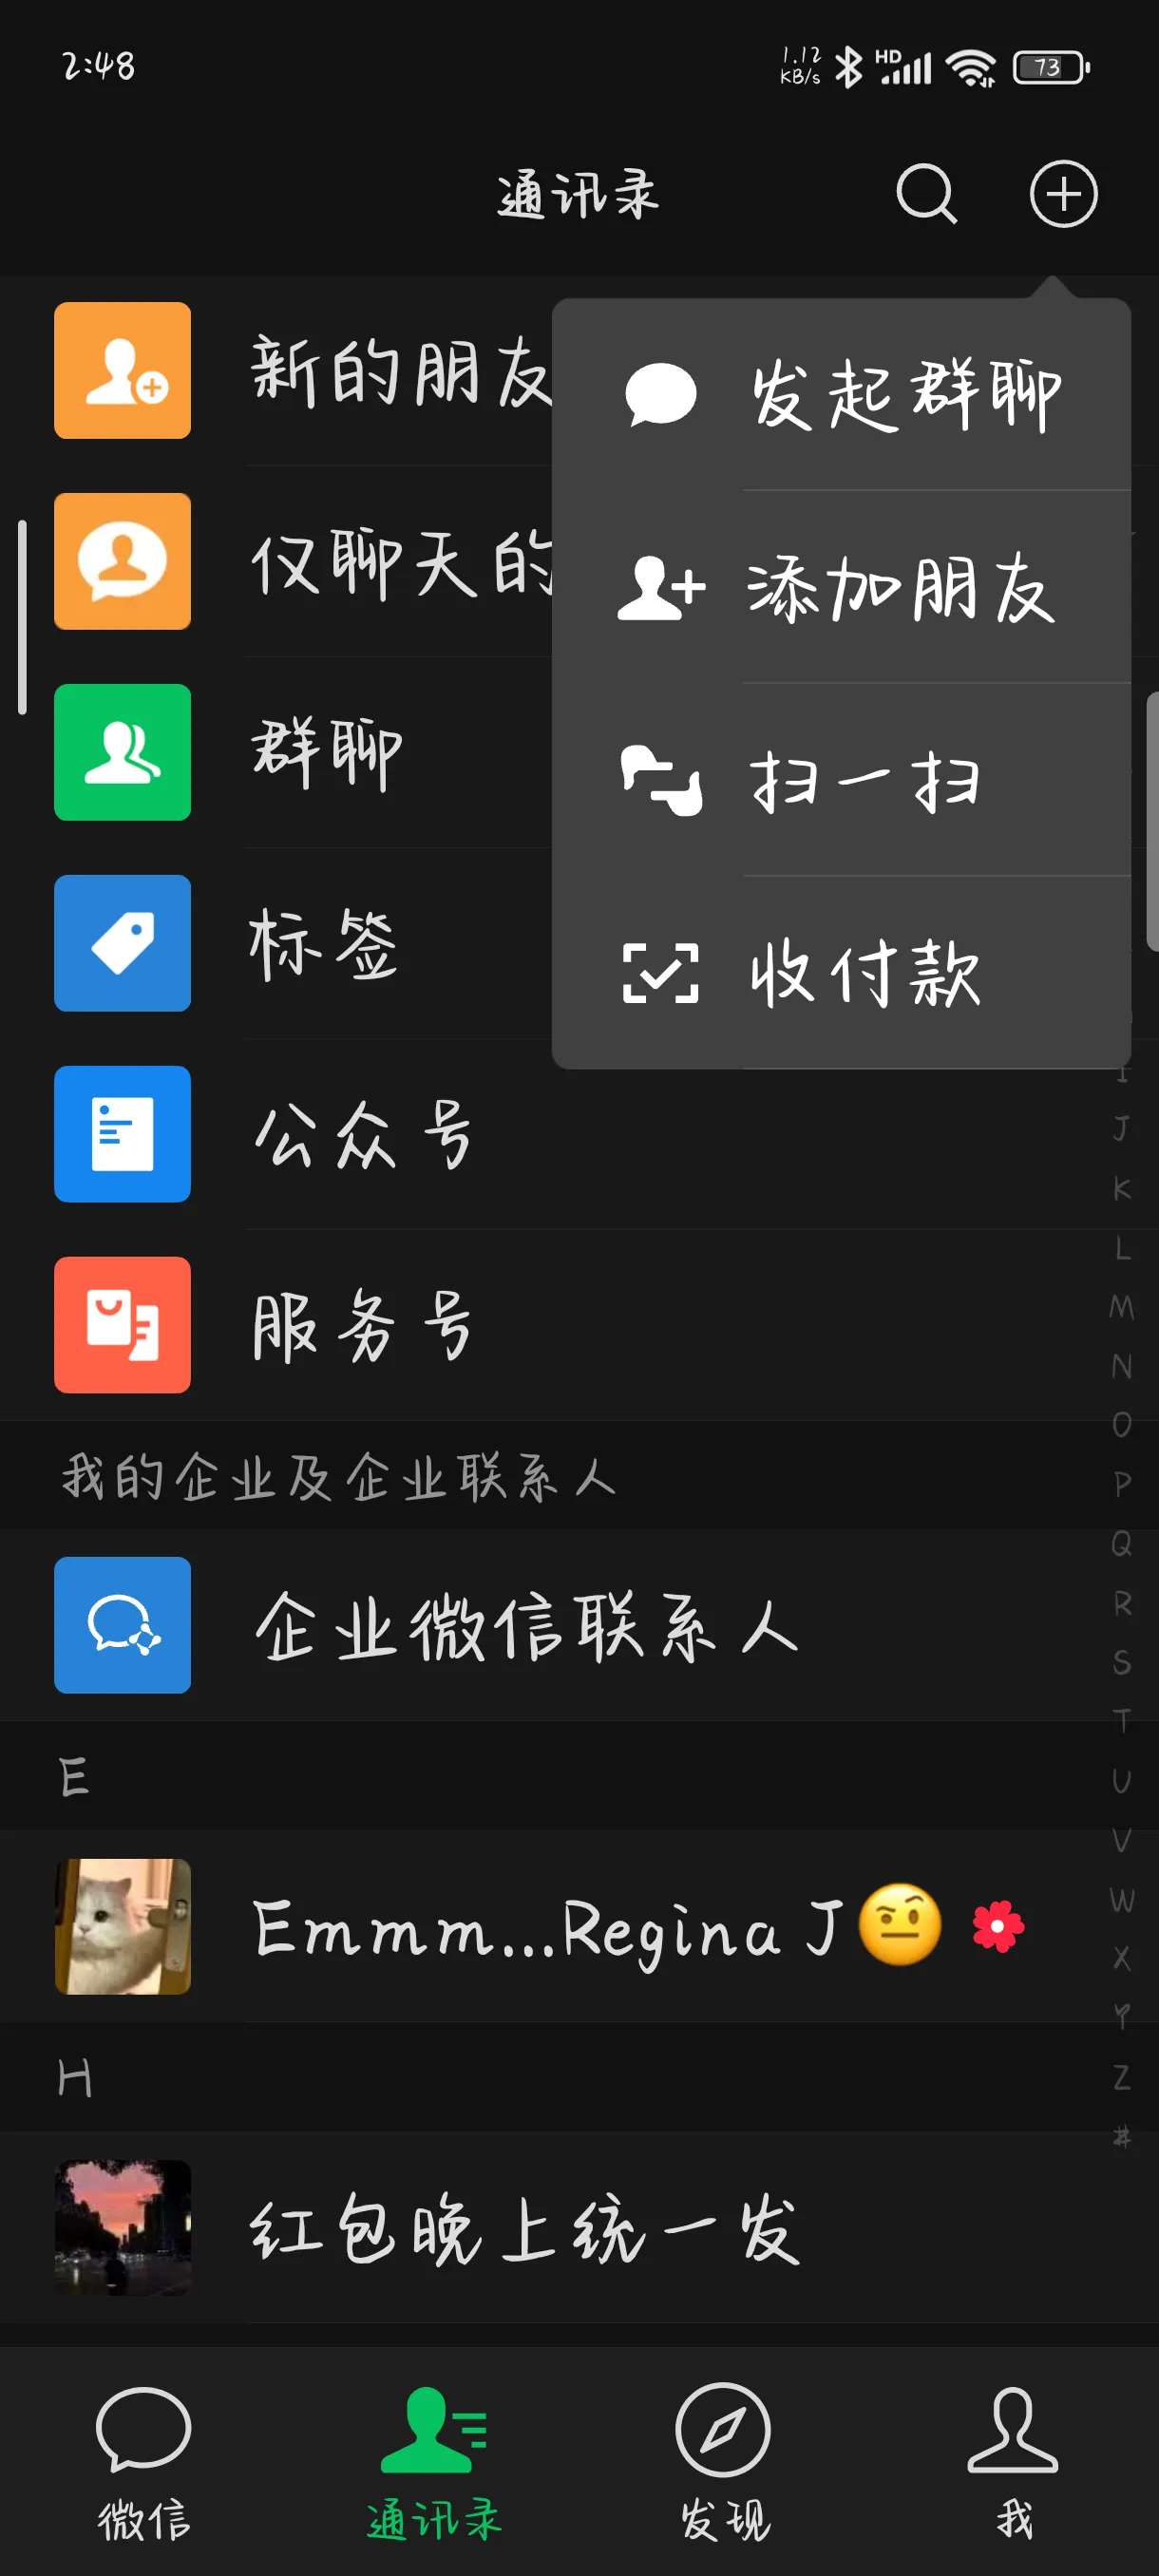 2:48
1.12
KB/s
HD
73
通讯录
新的朋友
发起群聊
仅聊天的
添加朋友
群聊
扫一扫
标签
收付款
公众号
服务号
我的企业及企业联系人
企业微信联系人
E
Emmm...Regina J🤨
H
红包晚上统一发
I
J
K
L
M
N
O
P
Q
R
S
T
U
V
W
X
Y
Z
#
微信
通讯录
发现
我